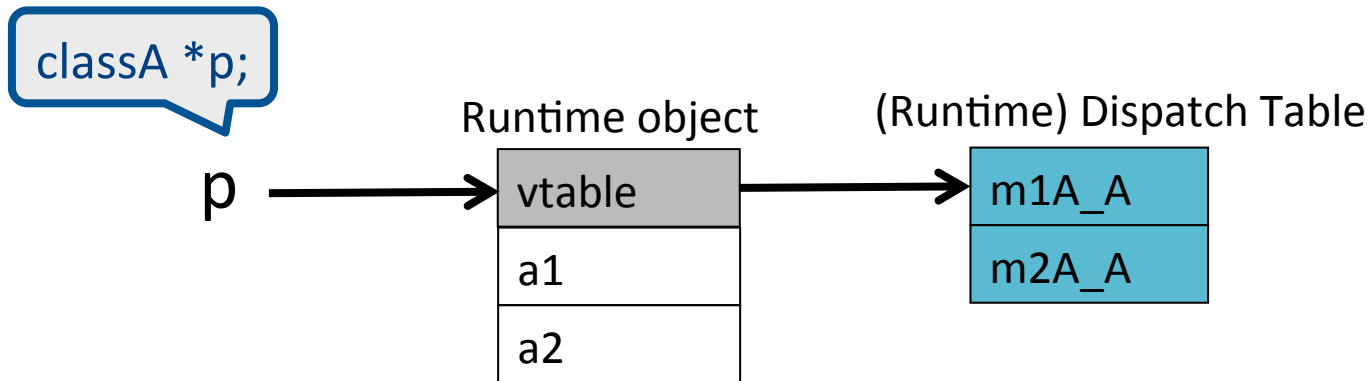 classA *p;
Runtime object
(Runtime) Dispatch Table
p
vtable
m1A_A
a1
m2A_A
a2